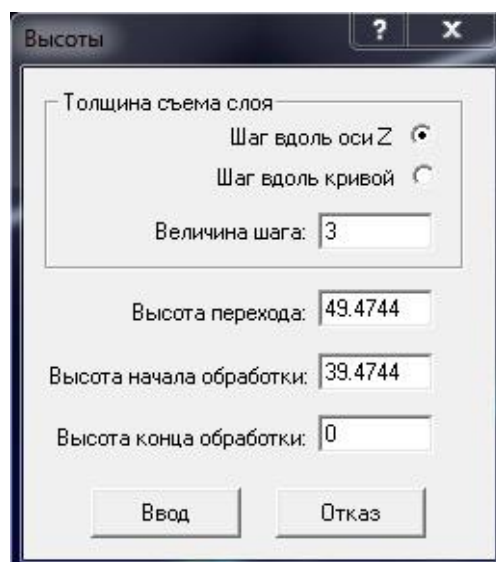 Высоты
?
x
Толщина съема слоя
Шаг вдоль оси Z
Шаг вдоль кривой
Величина шага: 3
Высота перехода: 49.4744
Высота начала обработки: 39.4744
Высота конца обработки: 0
Ввод Отказ